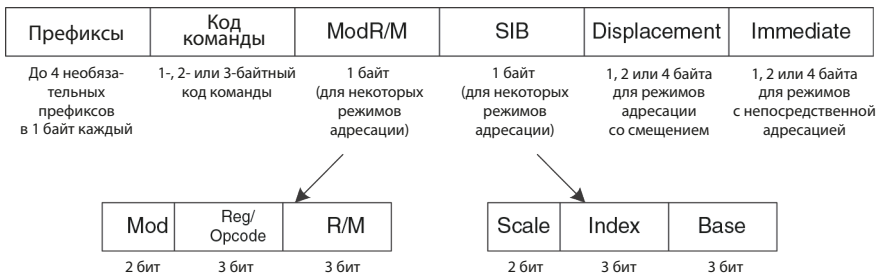 Префиксы
Код
команды
ModR/M
SIB
Displacement
Immediate
До 4 необяза-
тельных
префиксов
в 1 байт каждый
1-, 2- или 3-байтный
код команды
1 байт
(для некоторых
режимов
адресации)
1 байт
(для некоторых
режимов
адресации)
1, 2 или 4 байта
для режимов
адресации
со смещением
1, 2 или 4 байта
для режимов
с непосредственной
адресацией
Mod
Reg/
Opcode
R/M
Scale
Index
Base
2 бит
3 бит
3 бит
2 бит
3 бит
3 бит